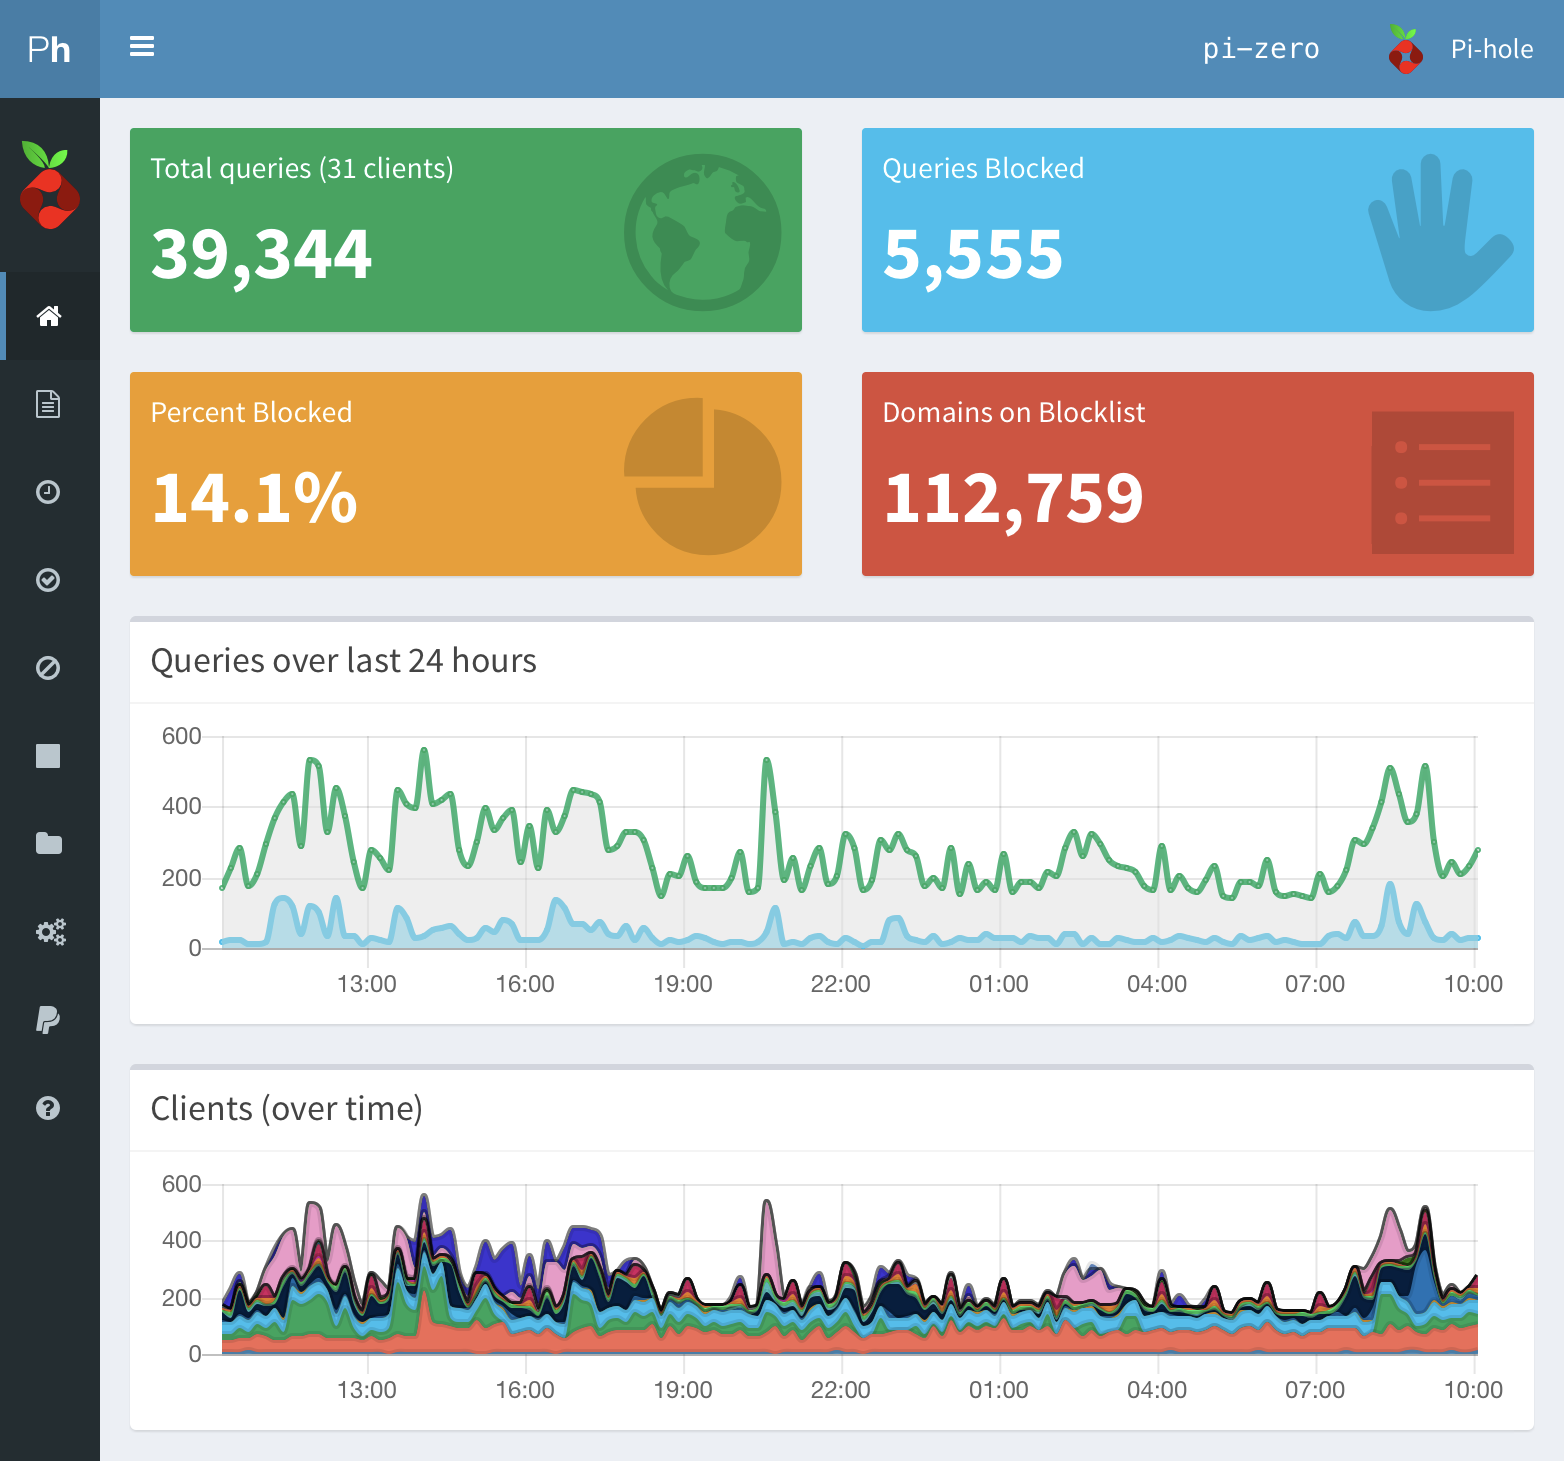 Ph
pi-zero
Pi-hole
Total queries (31 clients)
39,344
Queries Blocked
5,555
Percent Blocked
14.1%
Domains on Blocklist
112,759
Queries over last 24 hours
600
400
200
0
13:00 16:00 19:00 22:00 01:00 04:00 07:00 10:00
Clients (over time)
600
400
200
0
13:00 16:00 19:00 22:00 01:00 04:00 07:00 10:00